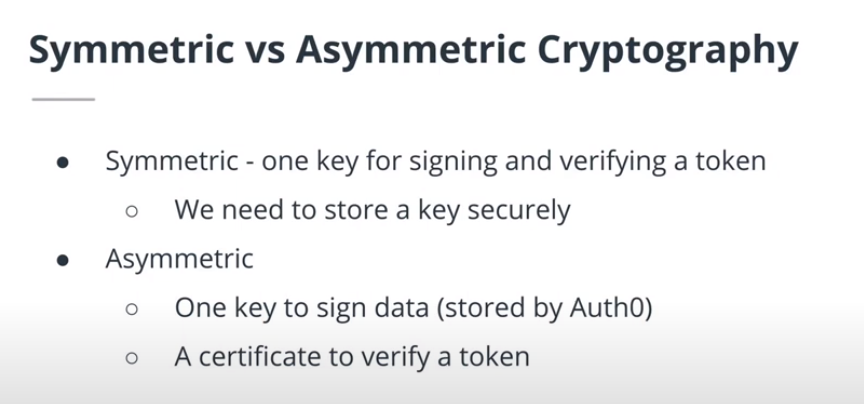 Symmetric vs Asymmetric Cryptography
● Symmetric - one key for signing and verifying a token
○ We need to store a key securely
● Asymmetric
○ One key to sign data (stored by Auth0)
○ A certificate to verify a token